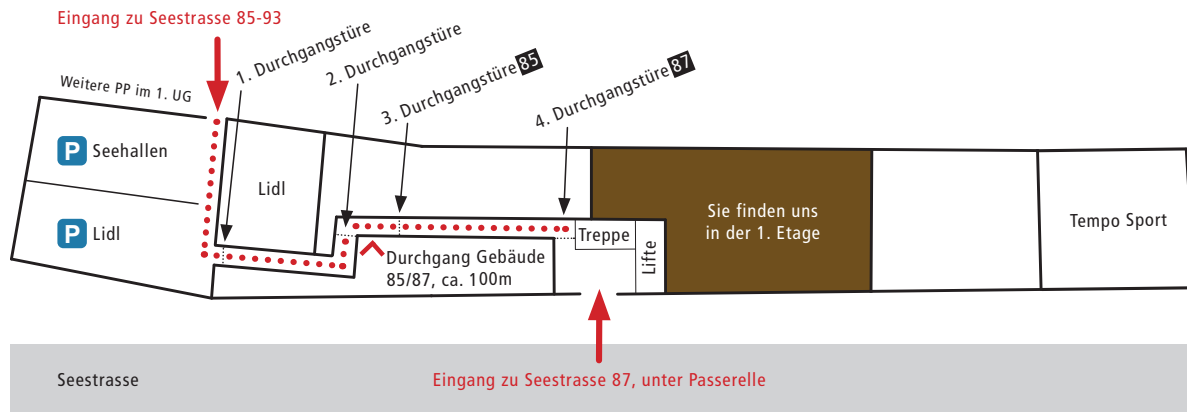 Eingang zu Seestrasse 85-93
1. Durchgangstüre
2. Durchgangstüre
3. Durchgangstüre 85
4. Durchgangstüre 87
Weitere PP im 1. UG
P Seehallen
P Lidl
Lidl
Durchgang Gebäude
85/87, ca. 100m
Treppe
Lifte
Sie finden uns
in der 1. Etage
Tempo Sport
Seestrasse
Eingang zu Seestrasse 87, unter Passerelle